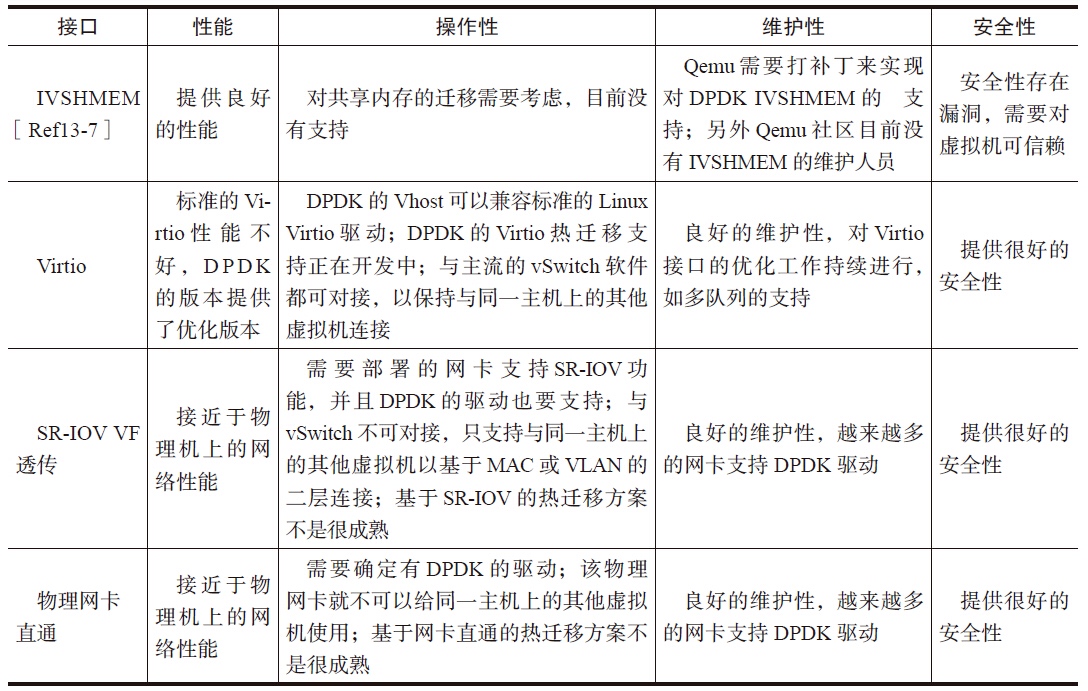 接口 性能 操作性 维护性 安全性
IVSHMEM
［Ref13-7］
提供良好
的性能
对共享内存的迁移需要考虑，目前没
有支持
Qemu 需要打补丁来实现
对 DPDK IVSHMEM 的 支
持；另外 Qemu 社区目前没
有 IVSHMEM 的维护人员
安全性存在
漏洞，需要对
虚拟机可信赖
Virtio
标准的 Vi-
rtio 性能不
好，DPDK
的版本提供
了优化版本
DPDK 的 Vhost 可以兼容标准的 Linux
Virtio 驱动；DPDK 的 Virtio 热迁移支
持正在开发中；与主流的 vSwitch 软件
都可对接，以保持与同一主机上的其他
虚拟机连接
良好的维护性，对 Virtio
接口的优化工作持续进行，
如多队列的支持
提供很好的
安全性
SR-IOV VF
透传
接近于物
理机上的网
络性能
需要部署的网卡支持 SR-IOV 功
能，并且 DPDK 的驱动也要支持；与
vSwitch 不可对接，只支持与同一主机上
的其他虚拟机以基于 MAC 或 VLAN 的
二层连接；基于 SR-IOV 的热迁移方案
不是很成熟
良好的维护性，越来越多
的网卡支持 DPDK 驱动
提供很好的
安全性
物理网卡
直通
接近于物
理机上的网
络性能
需要确定有 DPDK 的驱动；该物理
网卡就不可以给同一主机上的其他虚拟
机使用；基于网卡直通的热迁移方案不
是很成熟
良好的维护性，越来越多
的网卡支持 DPDK 驱动
提供很好的
安全性